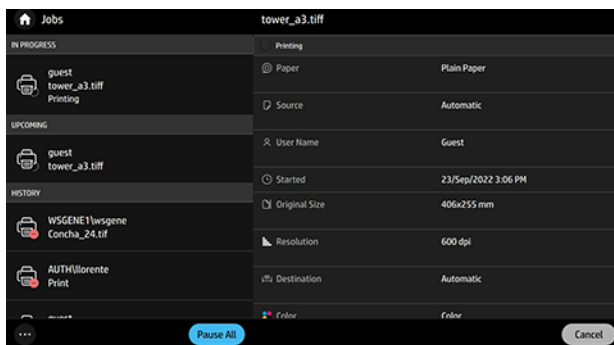 Jobs
tower_a3.tiff
IN PROGRESS
guest
tower_a3.tiff
Printing
UPCOMING
guest
tower_a3.tiff
HISTORY
WSGENE1\wsgene
Concha_24.tif
AUTH\llorente
Print
guest
Pause All
Printing
Paper Plain Paper
Source Automatic
User Name Guest
Started 23/Sep/2022 3:06 PM
Original Size 406x255 mm
Resolution 600 dpi
Destination Automatic
Color Color
Cancel